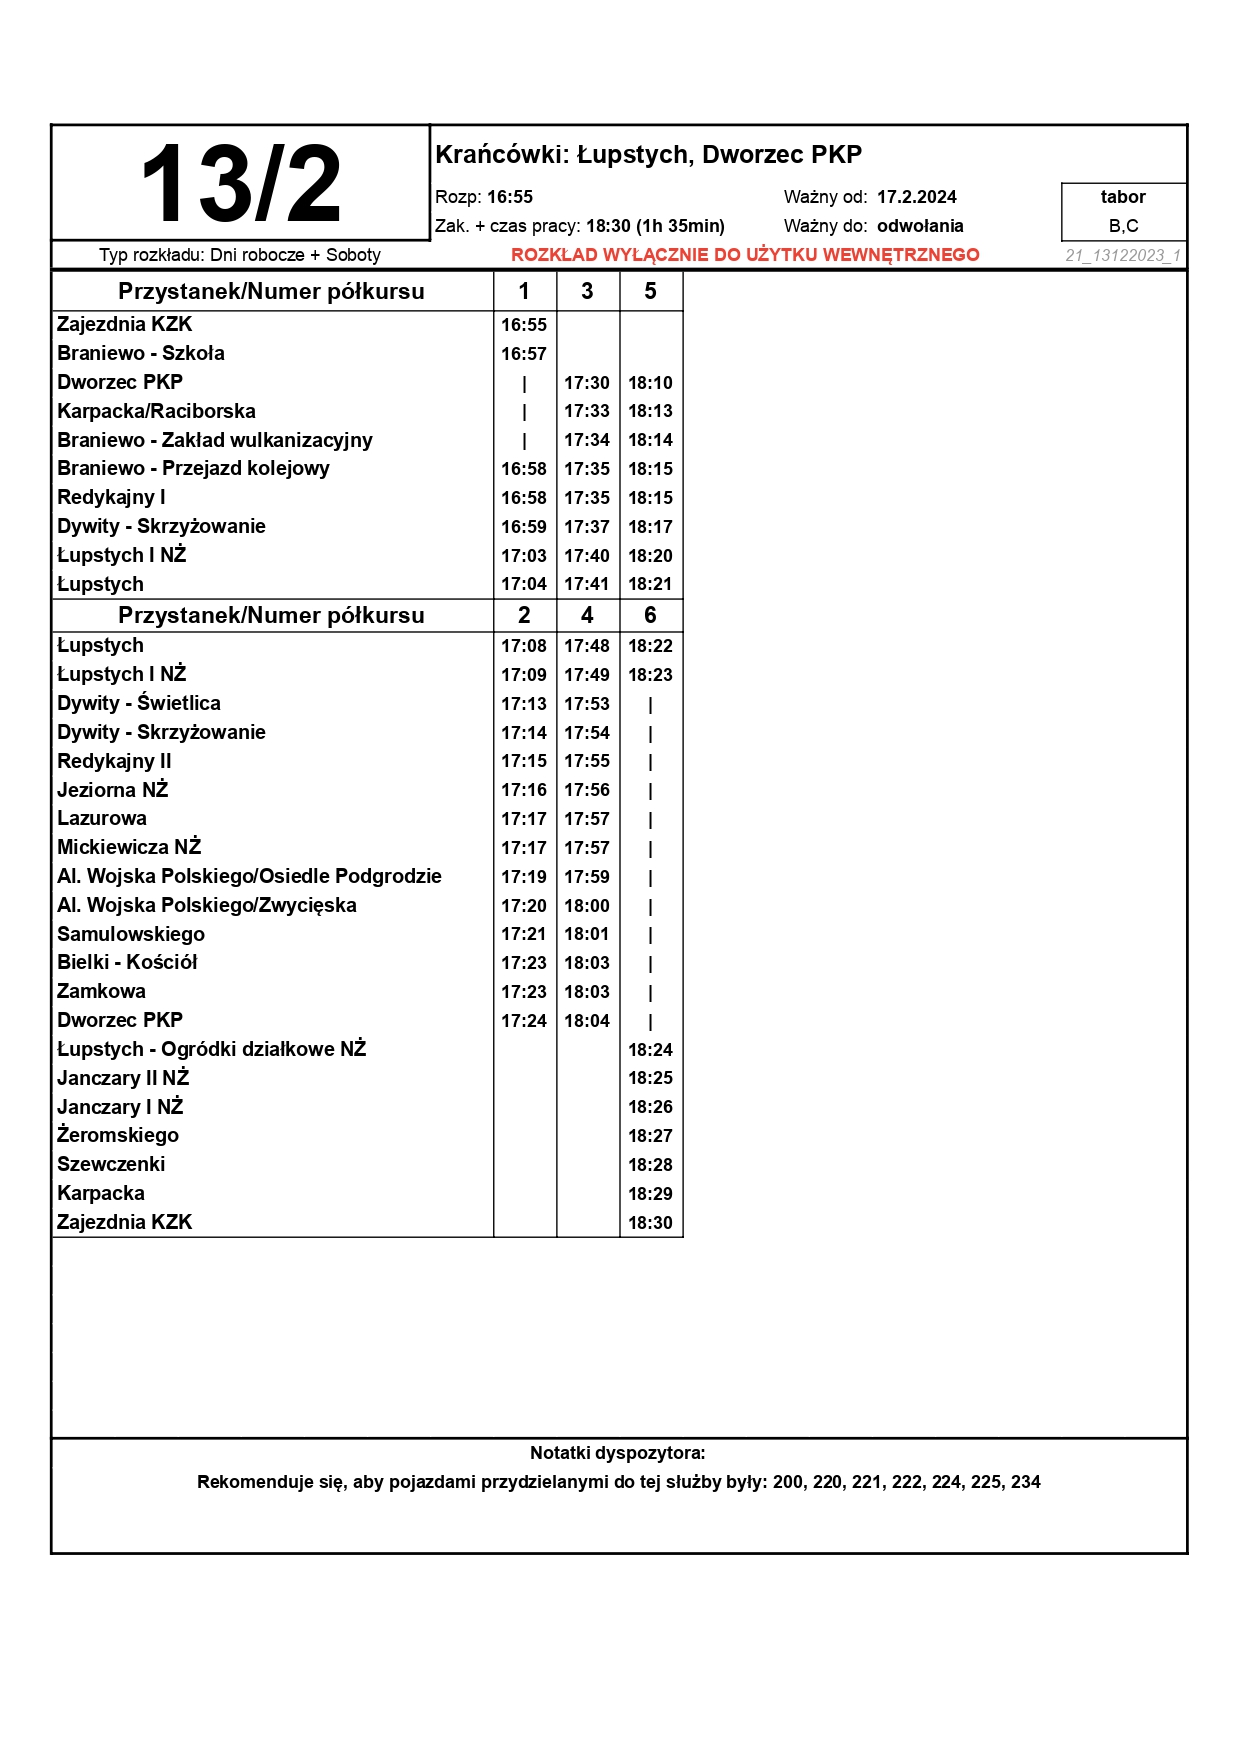 13/2
Krańcówki: Łupstych, Dworzec PKP
Rozp: 16:55 Ważny od: 17.2.2024 tabor
Zak. + czas pracy: 18:30 (1h 35min) Ważny do: odwołania B,C
Typ rozkładu: Dni robocze + Soboty ROZKŁAD WYŁĄCZNIE DO UŻYTKU WEWNĘTRZNEGO 21_13122023_1
Przystanek/Numer półkursu 1 3 5
Zajezdnia KZK 16:55
Braniewo - Szkoła 16:57
Dworzec PKP | 17:30 18:10
Karpacka/Raciborska | 17:33 18:13
Braniewo - Zakład wulkanizacyjny | 17:34 18:14
Braniewo - Przejazd kolejowy 16:58 17:35 18:15
Redykajny I 16:58 17:35 18:15
Dywity - Skrzyżowanie 16:59 17:37 18:17
Łupstych I NŻ 17:03 17:40 18:20
Łupstych 17:04 17:41 18:21
Przystanek/Numer półkursu 2 4 6
Łupstych 17:08 17:48 18:22
Łupstych I NŻ 17:09 17:49 18:23
Dywity - Świetlica 17:13 17:53 |
Dywity - Skrzyżowanie 17:14 17:54 |
Redykajny II 17:15 17:55 |
Jeziorna NŻ 17:16 17:56 |
Lazurowa 17:17 17:57 |
Mickiewicza NŻ 17:17 17:57 |
Al. Wojska Polskiego/Osiedle Podgrodzie 17:19 17:59 |
Al. Wojska Polskiego/Zwycięska 17:20 18:00 |
Samulowskiego 17:21 18:01 |
Bielki - Kościół 17:23 18:03 |
Zamkowa 17:23 18:03 |
Dworzec PKP 17:24 18:04 |
Łupstych - Ogródki działkowe NŻ 18:24
Janczary II NŻ 18:25
Janczary I NŻ 18:26
Żeromskiego 18:27
Szewczenki 18:28
Karpacka 18:29
Zajezdnia KZK 18:30
Notatki dyspozytora:
Rekomenduje się, aby pojazdami przydzielanymi do tej służby były: 200, 220, 221, 222, 224, 225, 234